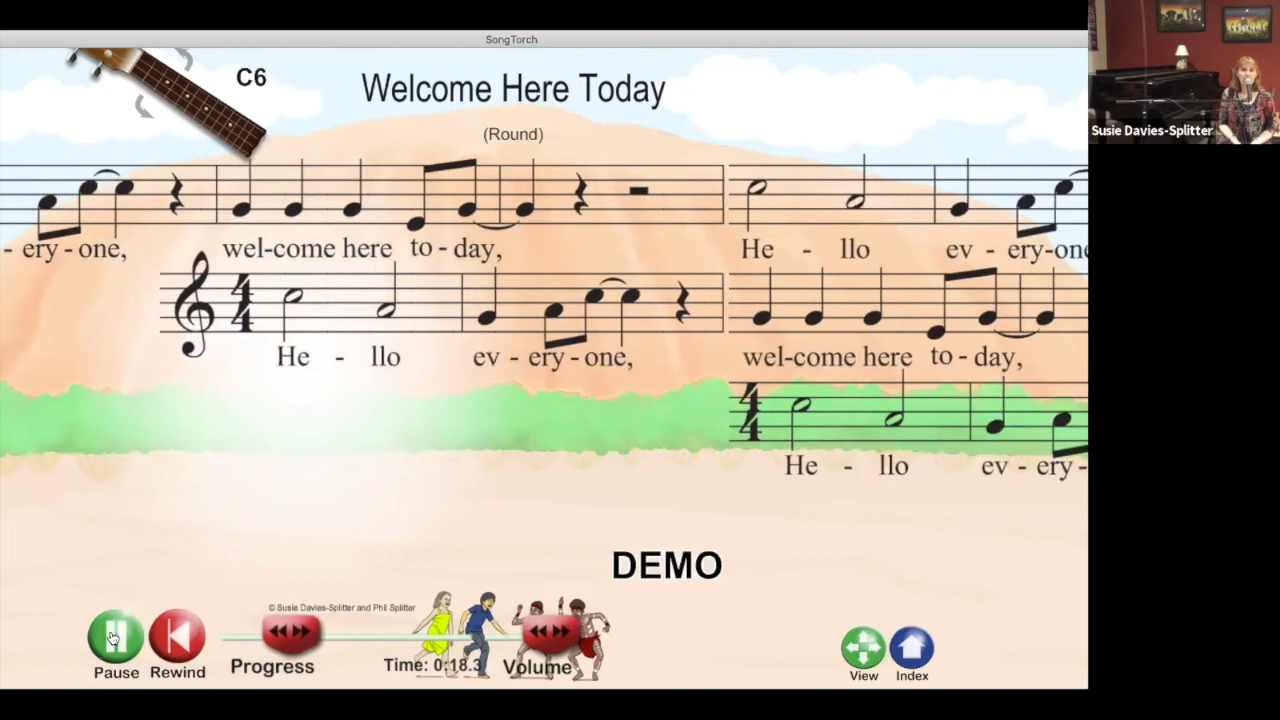 SongTorch
C6
Welcome Here Today
(Round)
- ery - one, wel-come here to - day, He - llo ev - ery-one
He - llo ev - ery - one, wel-come here to - day,
He - llo ev - ery -
DEMO
© Susie Davies-Splitter and Phil Splitter
Pause Rewind Progress Time: 0:18.3 Volume View Index
Susie Davies-Splitter